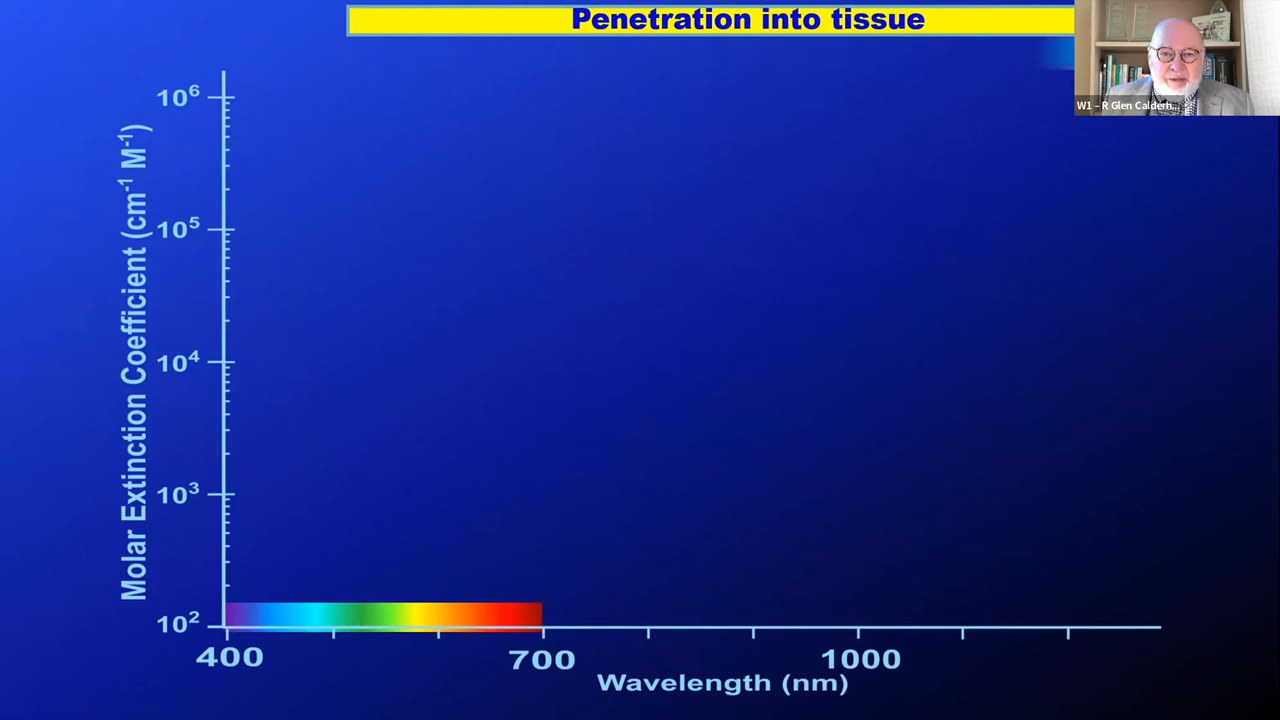 Penetration into tissue
W1 – R Glen Calderh...
Molar Extinction Coefficient (cm⁻¹ M⁻¹)
10⁶
10⁵
10⁴
10³
10²
400
700
1000
Wavelength (nm)